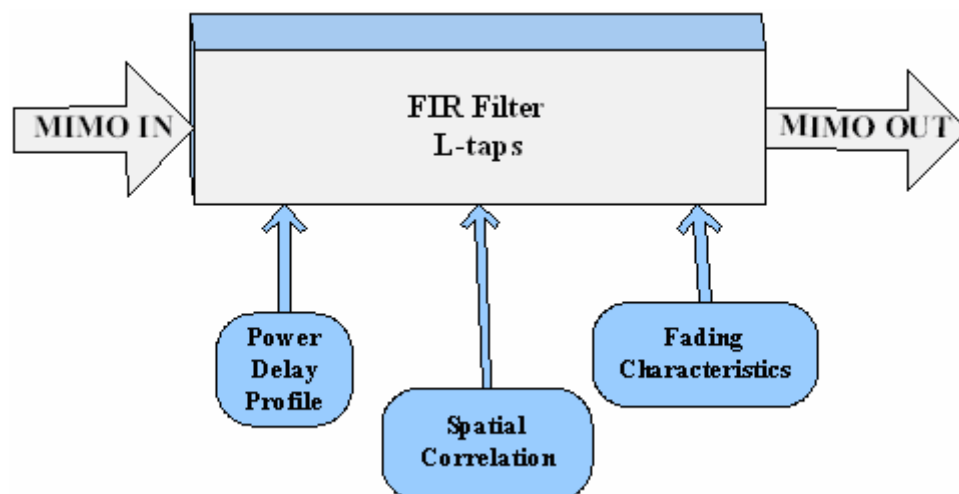 FIR Filter
L-taps
MIMO IN
MIMO OUT
Power
Delay
Profile
Spatial
Correlation
Fading
Characteristics